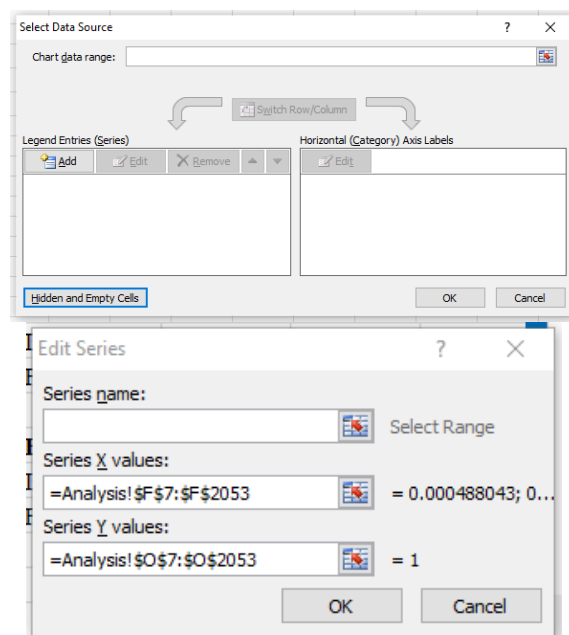 Select Data Source ? ×
Chart data range:
Switch Row/Column
Legend Entries (Series) Horizontal (Category) Axis Labels
Add Edit Remove Edit
Hidden and Empty Cells OK Cancel
Edit Series ? ×
Series name:
Select Range
Series X values:
=Analysis!$F$7:$F$2053 = 0.000488043; 0...
Series Y values:
=Analysis!$O$7:$O$2053 = 1
OK Cancel